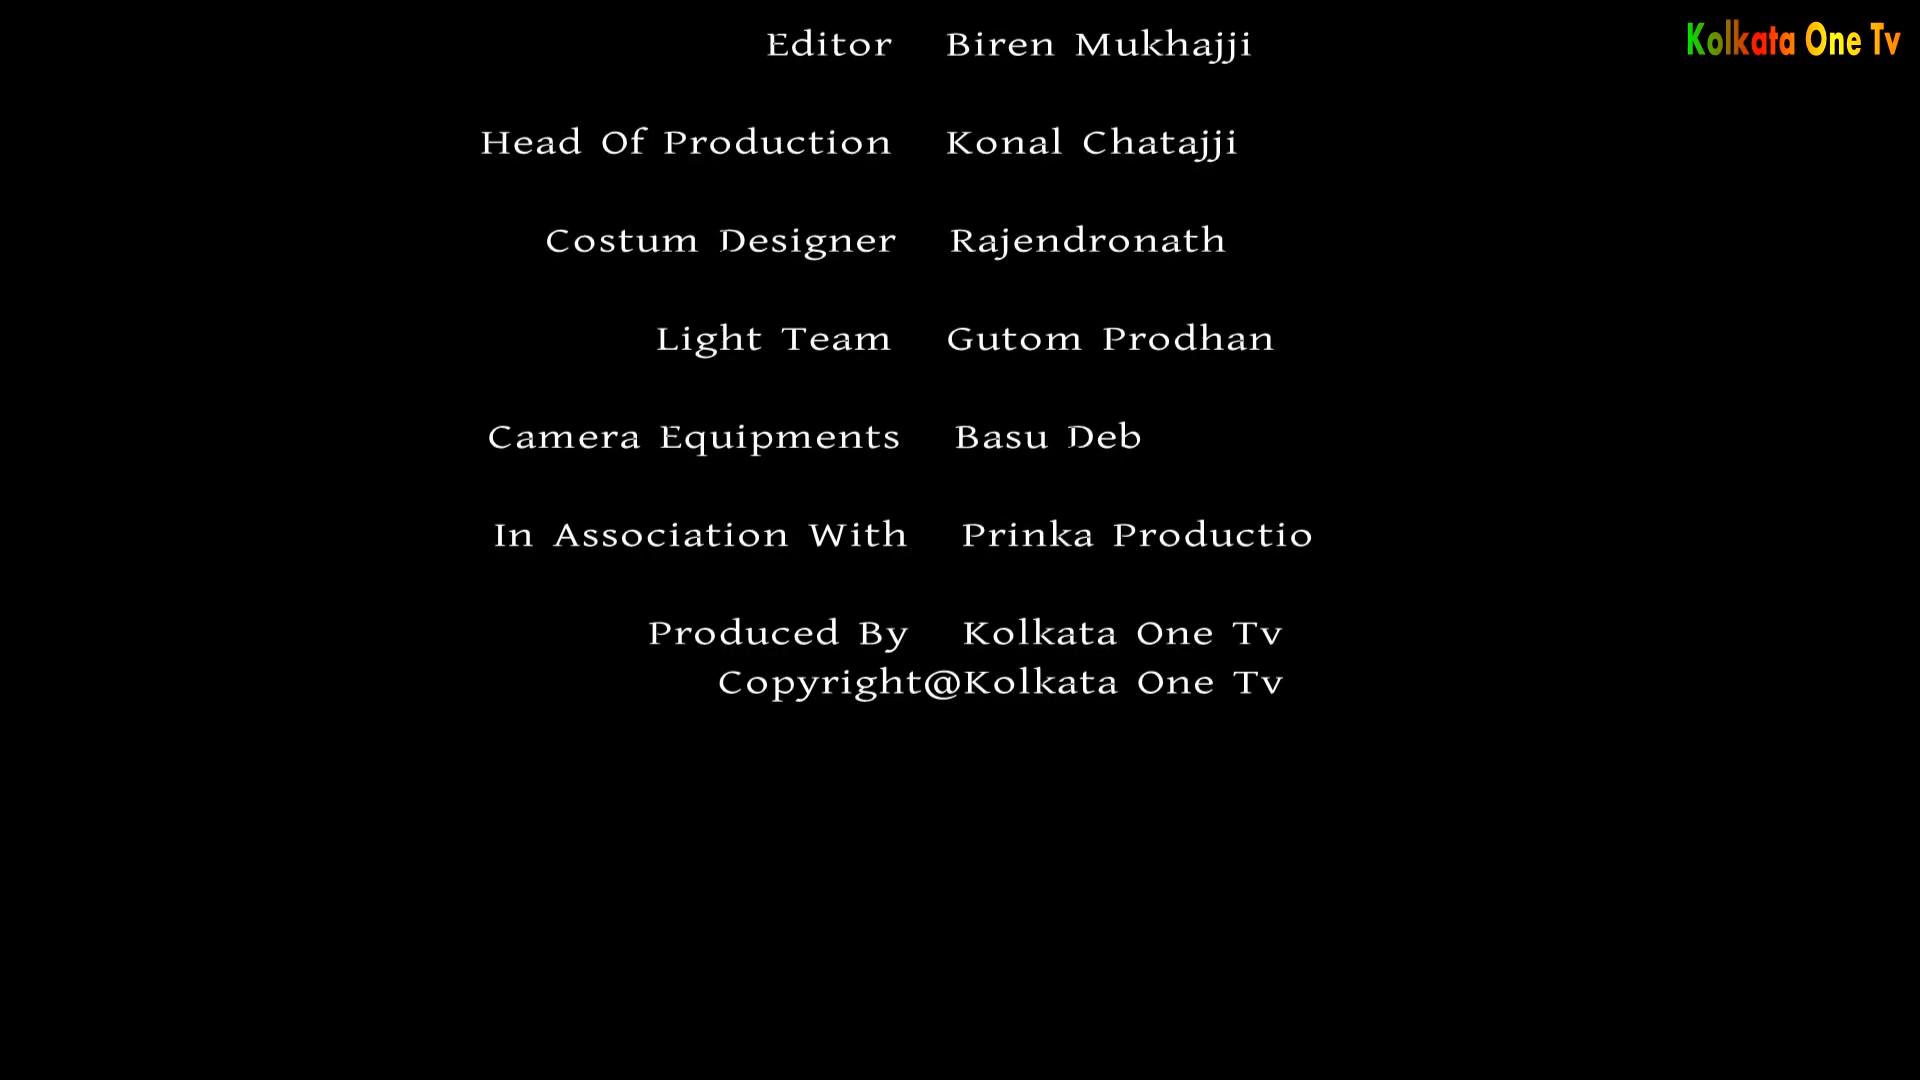 Kolkata One Tv
Editor Biren Mukhajji
Head Of Production Konal Chatajji
Costum Designer Rajendronath
Light Team Gutom Prodhan
Camera Equipments Basu Deb
In Association With Prinka Productio
Produced By Kolkata One Tv
Copyright@Kolkata One Tv